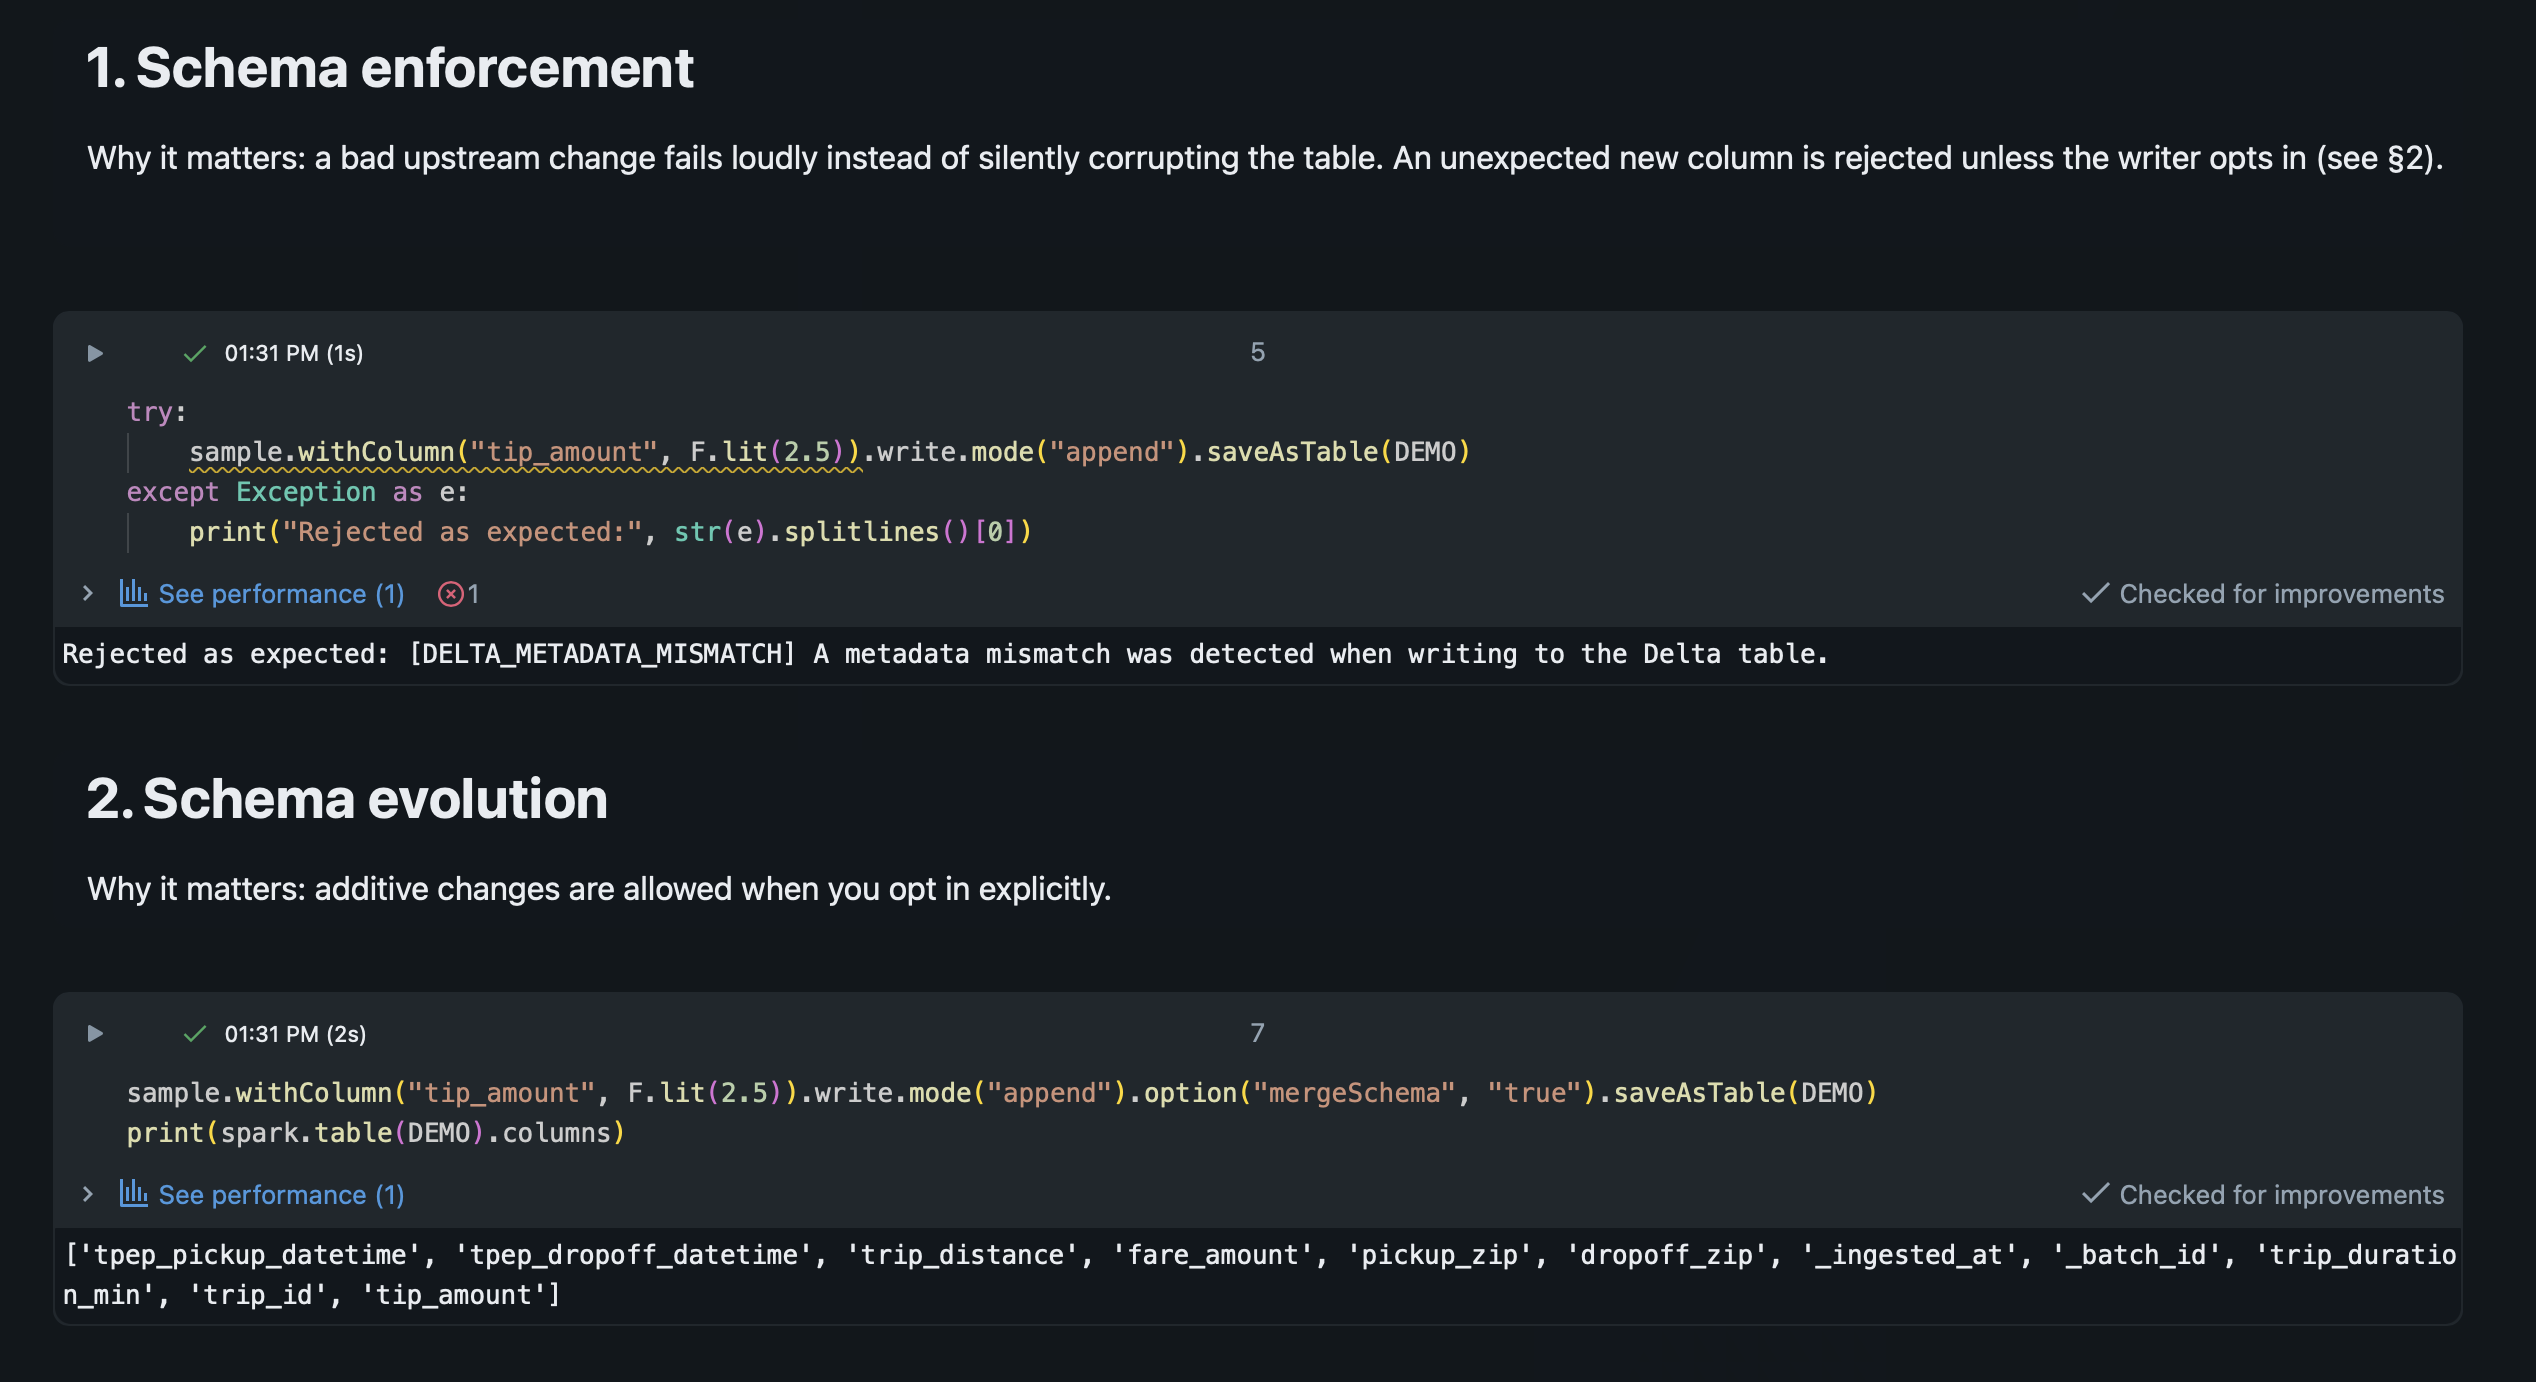 1. Schema enforcement
Why it matters: a bad upstream change fails loudly instead of silently corrupting the table. An unexpected new column is rejected unless the writer opts in (see §2).
01:31 PM (1s)
5
try:
    sample.withColumn("tip_amount", F.lit(2.5)).write.mode("append").saveAsTable(DEMO)
except Exception as e:
    print("Rejected as expected:", str(e).splitlines()[0])
See performance (1) 1
Checked for improvements
Rejected as expected: [DELTA_METADATA_MISMATCH] A metadata mismatch was detected when writing to the Delta table.
2. Schema evolution
Why it matters: additive changes are allowed when you opt in explicitly.
01:31 PM (2s)
7
sample.withColumn("tip_amount", F.lit(2.5)).write.mode("append").option("mergeSchema", "true").saveAsTable(DEMO)
print(spark.table(DEMO).columns)
See performance (1)
Checked for improvements
['tpep_pickup_datetime', 'tpep_dropoff_datetime', 'trip_distance', 'fare_amount', 'pickup_zip', 'dropoff_zip', '_ingested_at', '_batch_id', 'trip_duratio
n_min', 'trip_id', 'tip_amount']